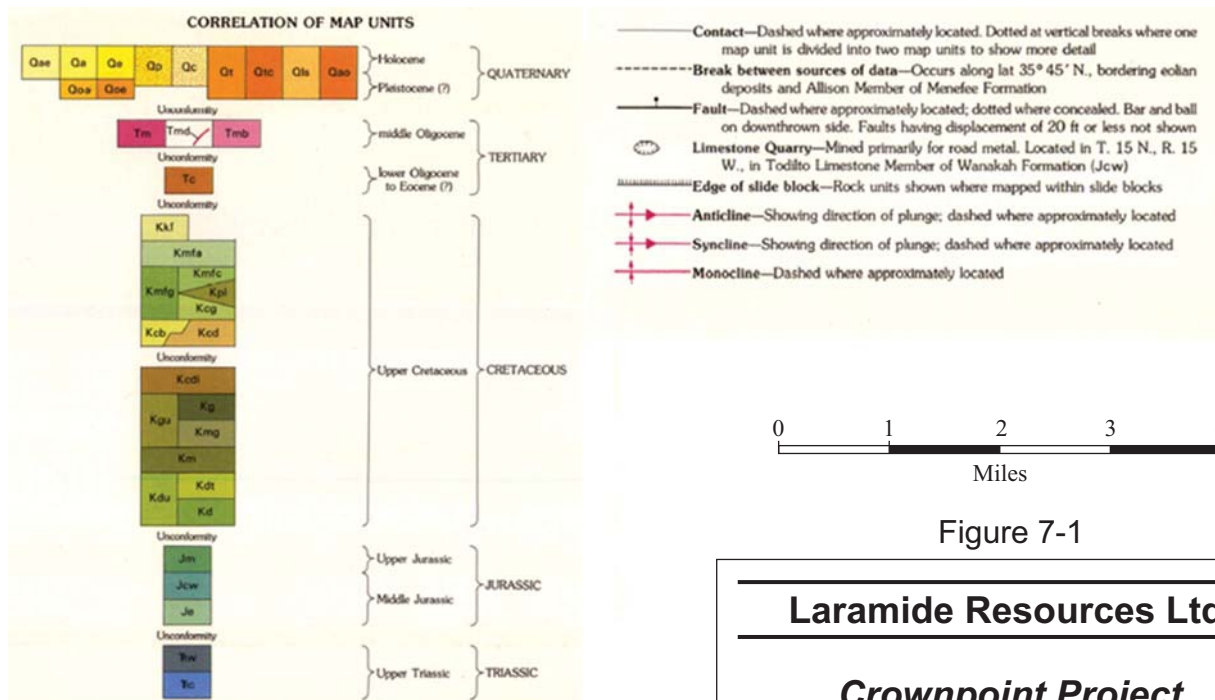 CORRELATION OF MAP UNITS
Qae Qa Qe Qp Qc Qt Qtc Qls Qao
Qoa Qoe
Holocene
Pleistocene (?)
QUATERNARY
Unconformity
Tm Tmd Tmb
middle Oligocene
Unconformity
Tc
lower Oligocene
to Eocene (?)
TERTIARY
Unconformity
Kkf
Kmfa
Kmfg Kmfc
Kpl
Kcg
Kcb Kcd
Unconformity
Kcdi
Kgu Kg
Kmg
Km
Kdu Kdt
Kd
Upper Cretaceous
CRETACEOUS
Unconformity
Jm
Jcw
Je
Upper Jurassic
Middle Jurassic
JURASSIC
Unconformity
Upper Triassic
TRIASSIC
Contact—Dashed where approximately located. Dotted at vertical breaks where one
map unit is divided into two map units to show more detail
Break between sources of data—Occurs along lat 35° 45' N., bordering eolian
deposits and Allison Member of Menefee Formation
Fault—Dashed where approximately located; dotted where concealed. Bar and ball
on downthrown side. Faults having displacement of 20 ft or less not shown
Limestone Quarry—Mined primarily for road metal. Located in T. 15 N., R. 15
W., in Todilto Limestone Member of Wanakah Formation (Jcw)
Edge of slide block—Rock units shown where mapped within slide blocks
Anticline—Showing direction of plunge; dashed where approximately located
Syncline—Showing direction of plunge; dashed where approximately located
Monocline—Dashed where approximately located
0 1 2 3
Miles
Figure 7-1
Laramide Resources Ltd
Crownpoint Project